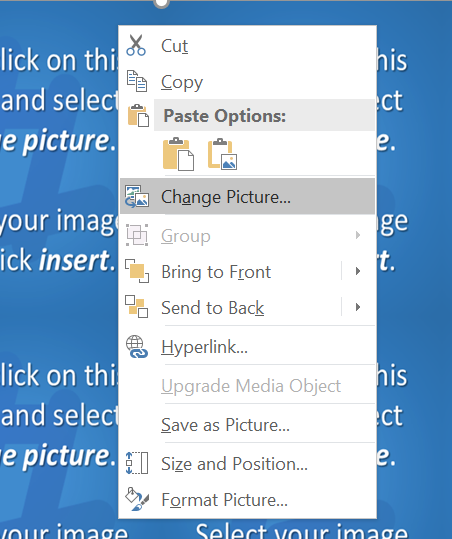 lick on this
his
and select
ect
e picture.
e.
Cut
Copy
Paste Options:
Change Picture...
Group
Bring to Front
Send to Back
Hyperlink...
Upgrade Media Object
Save as Picture...
Size and Position...
Format Picture...
your image
ge
ick insert.
rt.
lick on this
his
and select
ect
e picture.
e.
your image
Select your image